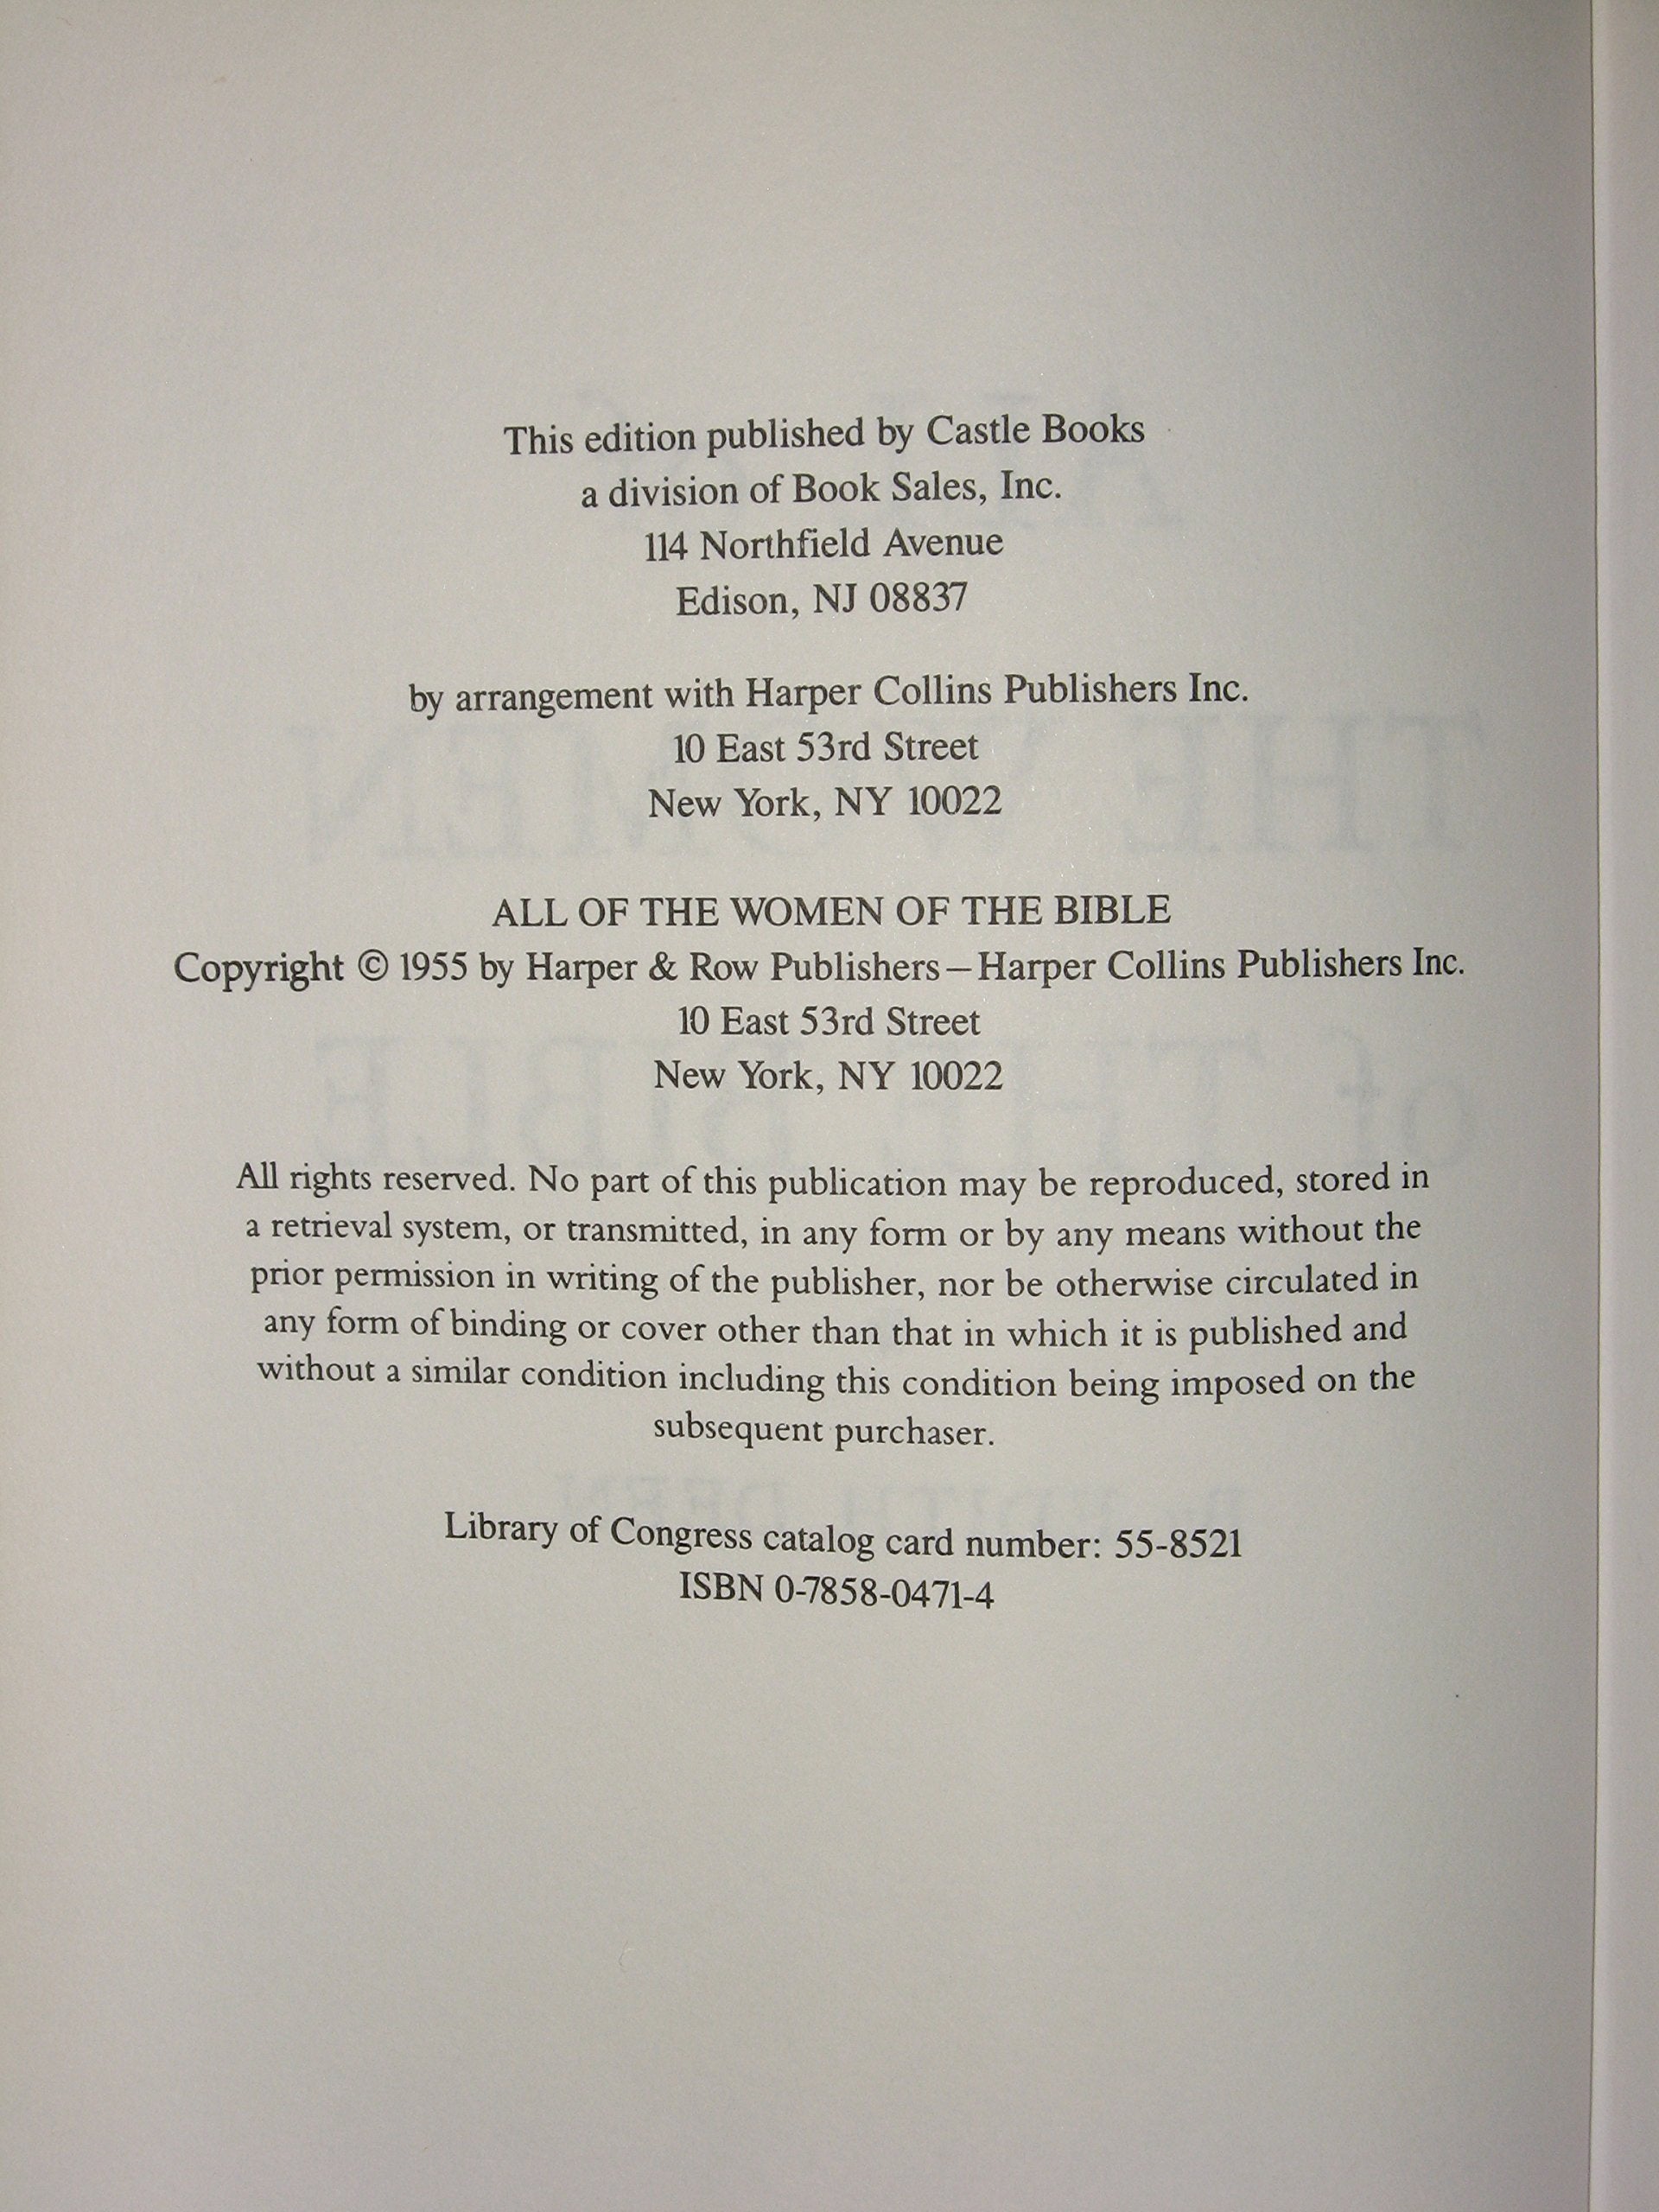 This edition published by Castle Books
a division of Book Sales, Inc.
114 Northfield Avenue
Edison, NJ 08837
by arrangement with Harper Collins Publishers Inc.
10 East 53rd Street
New York, NY 10022
ALL OF THE WOMEN OF THE BIBLE
Copyright © 1955 by Harper & Row Publishers—Harper Collins Publishers Inc.
10 East 53rd Street
New York, NY 10022
All rights reserved. No part of this publication may be reproduced, stored in
a retrieval system, or transmitted, in any form or by any means without the
prior permission in writing of the publisher, nor be otherwise circulated in
any form of binding or cover other than that in which it is published and
without a similar condition including this condition being imposed on the
subsequent purchaser.
Library of Congress catalog card number: 55-8521
ISBN 0-7858-0471-4